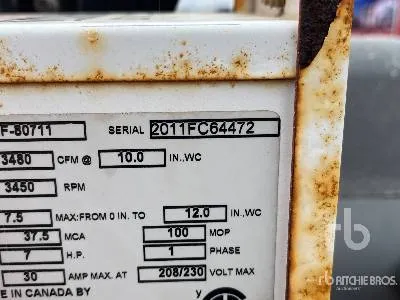 F-80711 SERIAL 2011FC64472
3480 CFM @ 10.0 IN.,WC
3450 RPM
7.5 MAX:FROM 0 IN. TO 12.0 IN.,WC
37.5 MCA 100 MOP
7 H.P. 1 PHASE
30 AMP MAX. AT 208/230 VOLT MAX
E IN CANADA BY
rb
RITCHIE BROS.